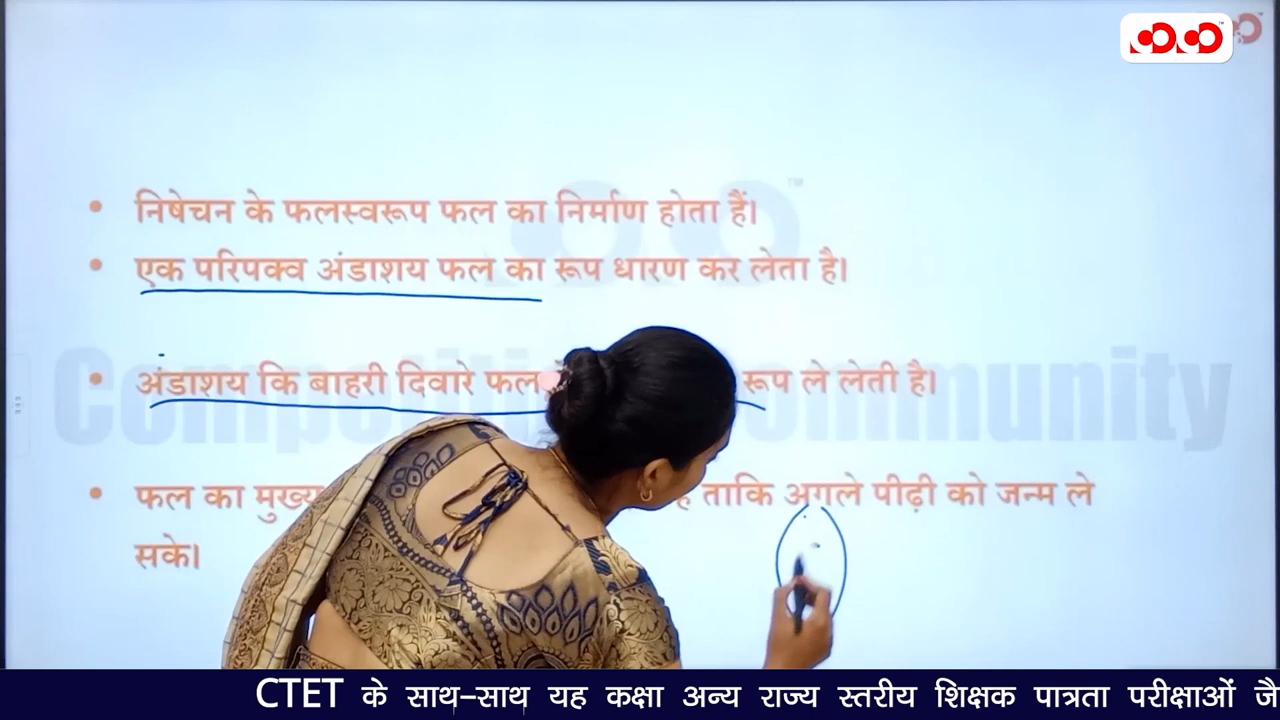 निषेचन के फलस्वरूप फल का निर्माण होता हैं।
एक परिपक्व अंडाशय फल का रूप धारण कर लेता है।
अंडाशय कि बाहरी दिवारे फल रूप ले लेती है।
फल का मुख्य ताकि अगले पीढ़ी को जन्म ले
सके।
CTET के साथ-साथ यह कक्षा अन्य राज्य स्तरीय शिक्षक पात्रता परीक्षाओं जै